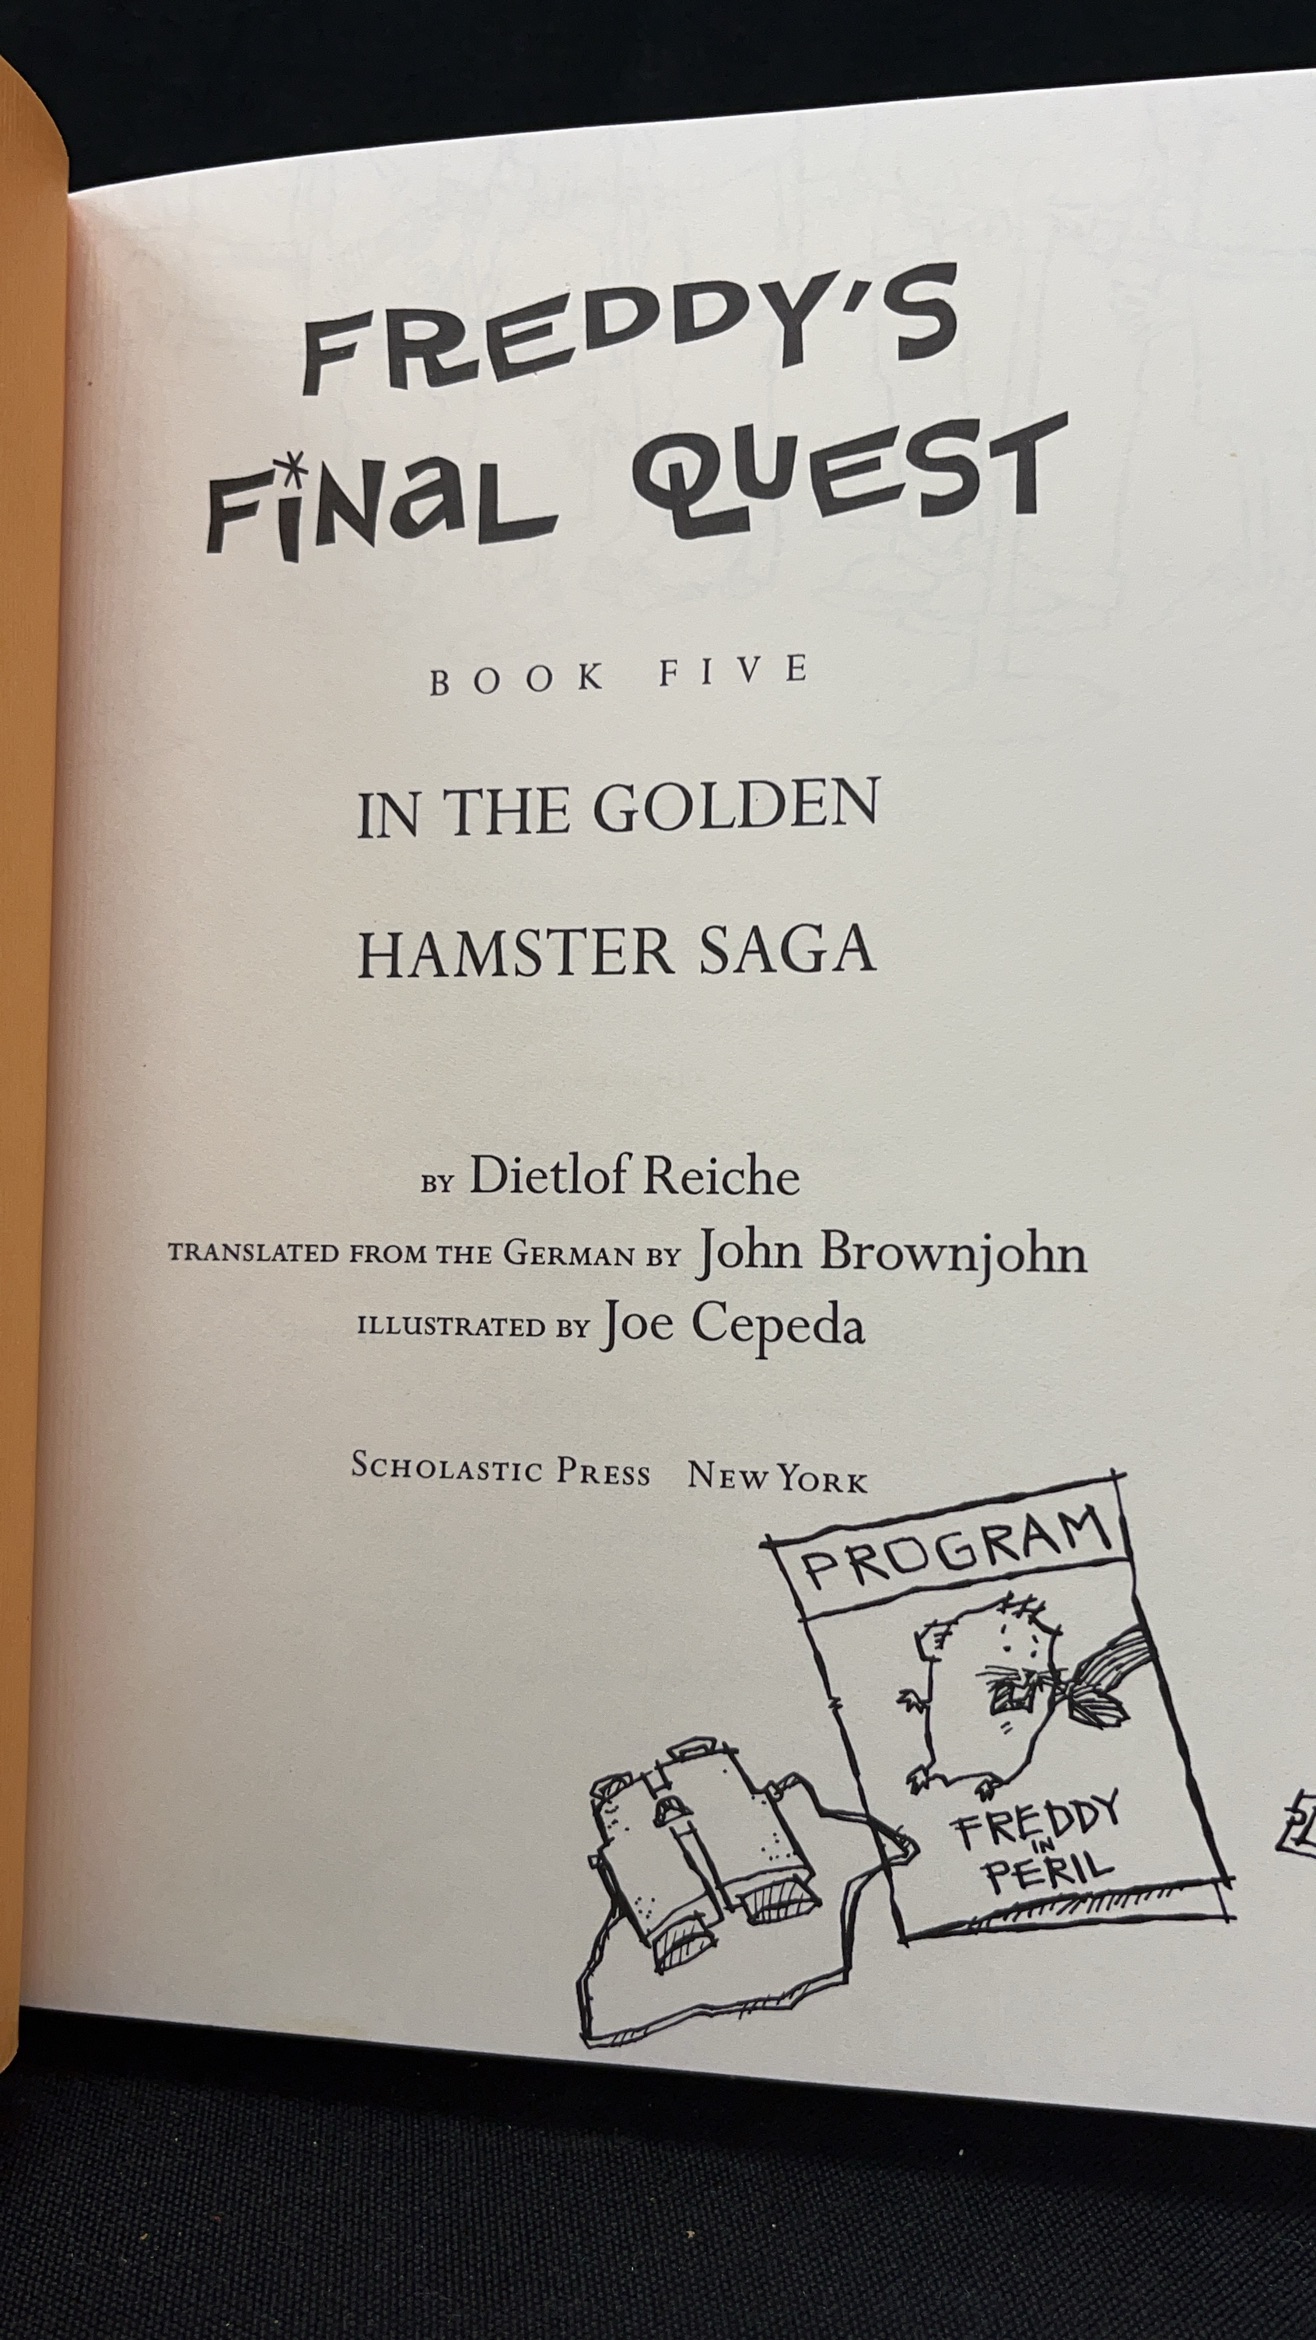 FREDDY'S
FiNaL QUEST
BOOK FIVE
IN THE GOLDEN
HAMSTER SAGA
BY Dietlof Reiche
TRANSLATED FROM THE GERMAN BY John Brownjohn
ILLUSTRATED BY Joe Cepeda
SCHOLASTIC PRESS NEW YORK
PROGRAM
FREDDY
IN
PERIL